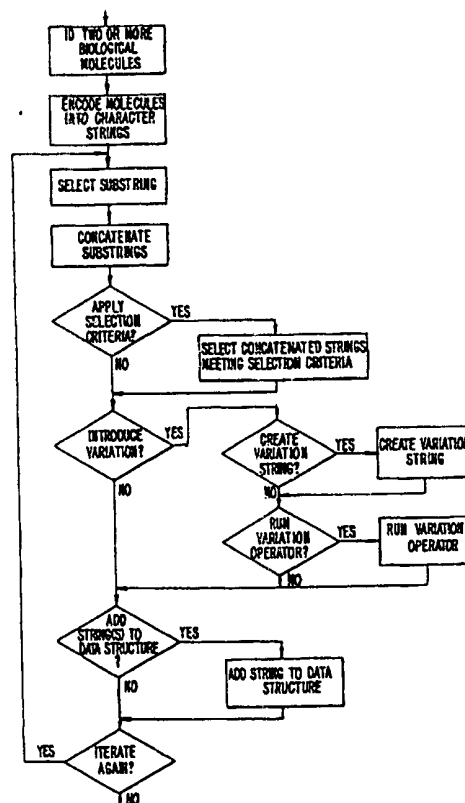 ID TWO OR MORE
BIOLOGICAL
MOLECULES
ENCODE MOLECULES
INTO CHARACTER
STRINGS
SELECT SUBSTRING
CONCATENATE
SUBSTRINGS
APPLY
SELECTION
CRITERIA?
YES
NO
SELECT CONCATENATED STRINGS
MEETING SELECTION CRITERIA
INTRODUCE
VARIATION?
YES
NO
CREATE
VARIATION
STRING?
YES
NO
CREATE VARIATION
STRING
RUN
VARIATION
OPERATOR?
YES
NO
RUN VARIATION
OPERATOR
ADD
STRING(S) TO
DATA STRUCTURE
?
YES
NO
ADD STRING TO DATA
STRUCTURE
YES
ITERATE
AGAIN?
NO